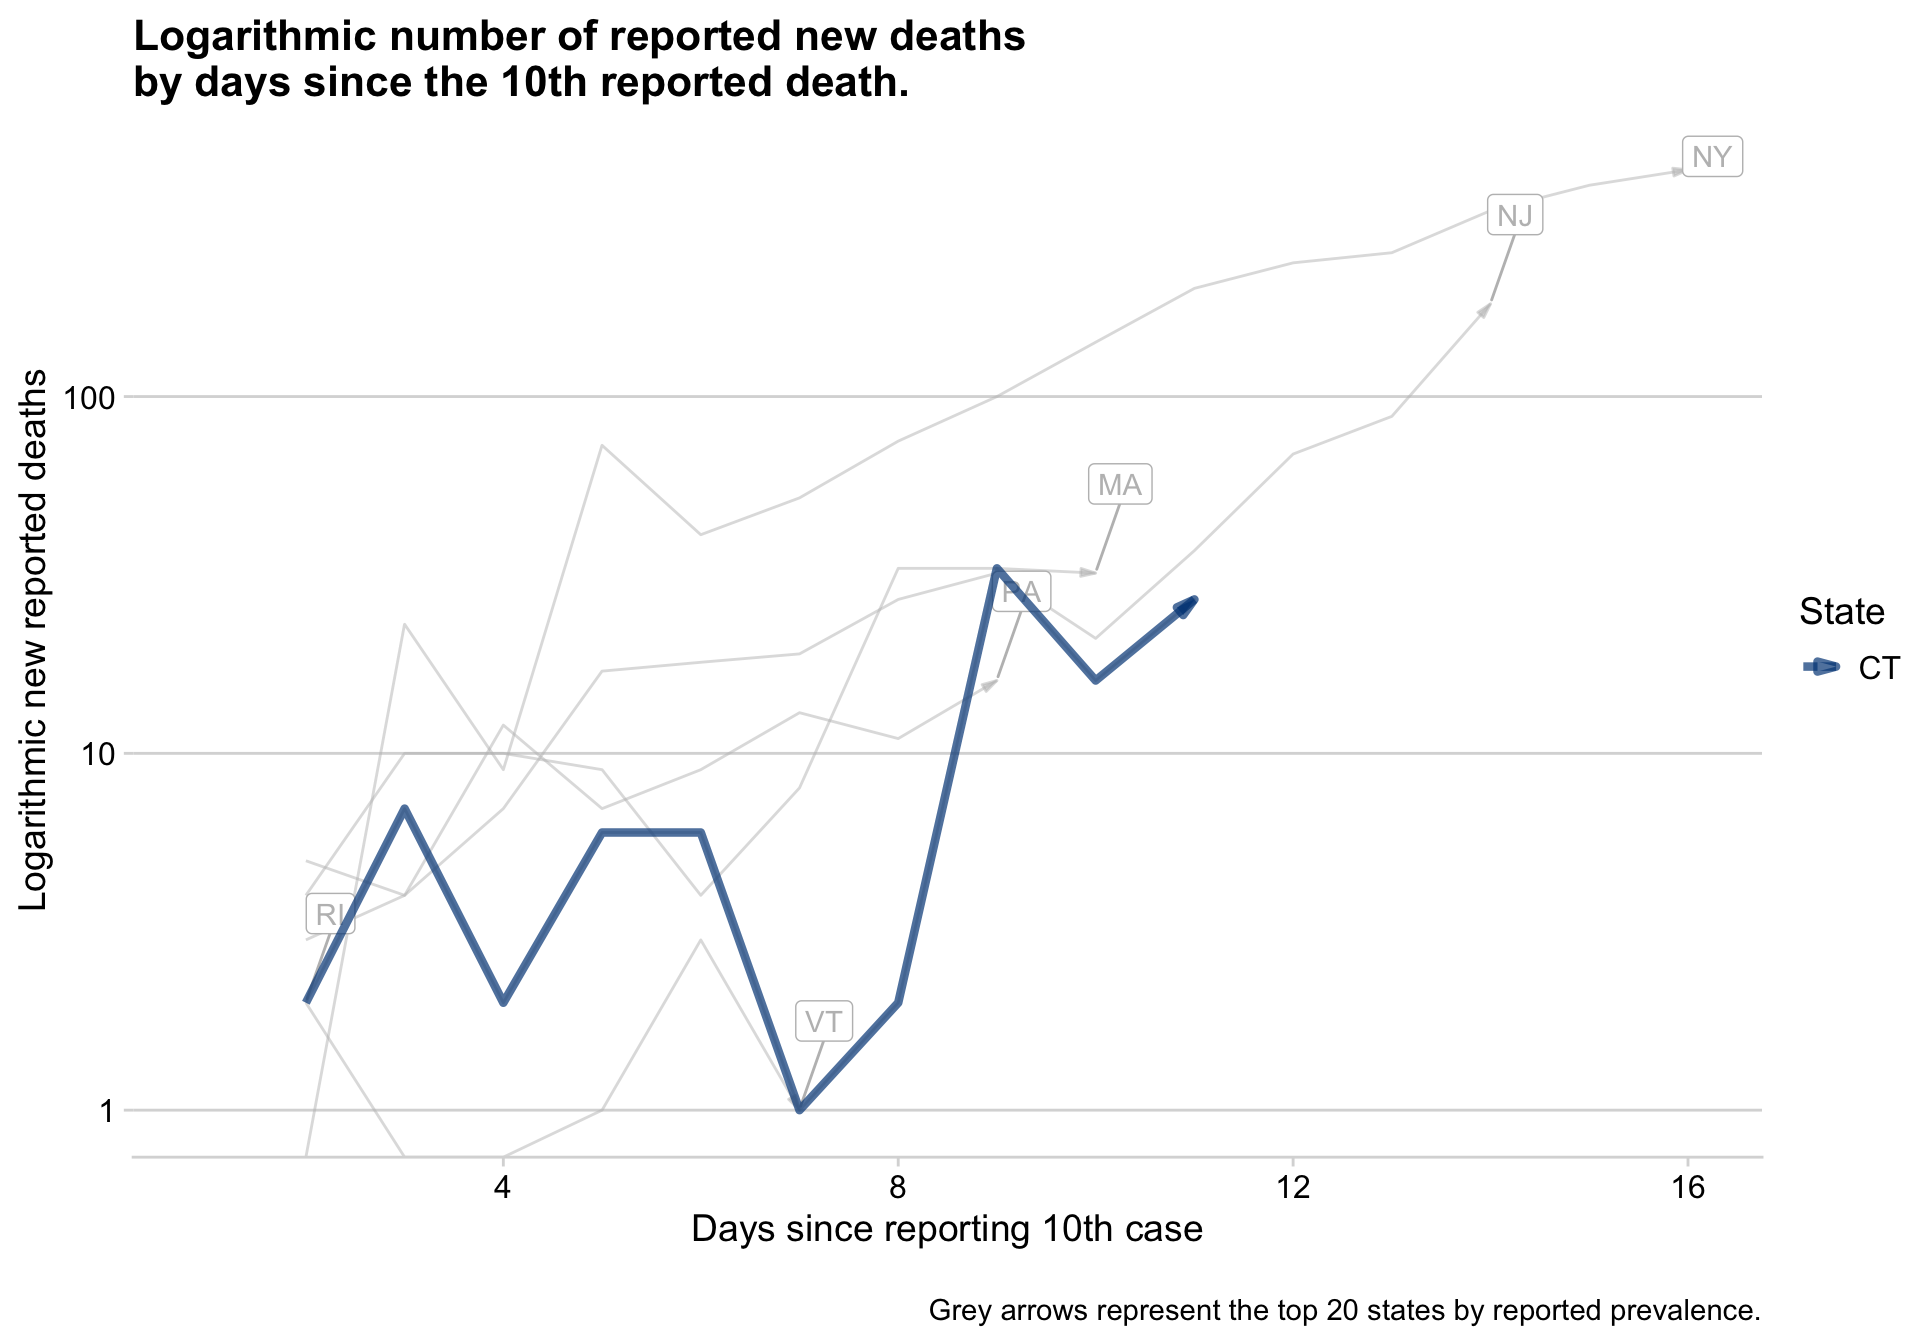 Logarithmic number of reported new deaths
by days since the 10th reported death.
NY
NJ
100
MA
PA
10
RI
VT
1
Logarithmic new reported deaths
4 8 12 16
Days since reporting 10th case
State
CT
Grey arrows represent the top 20 states by reported prevalence.